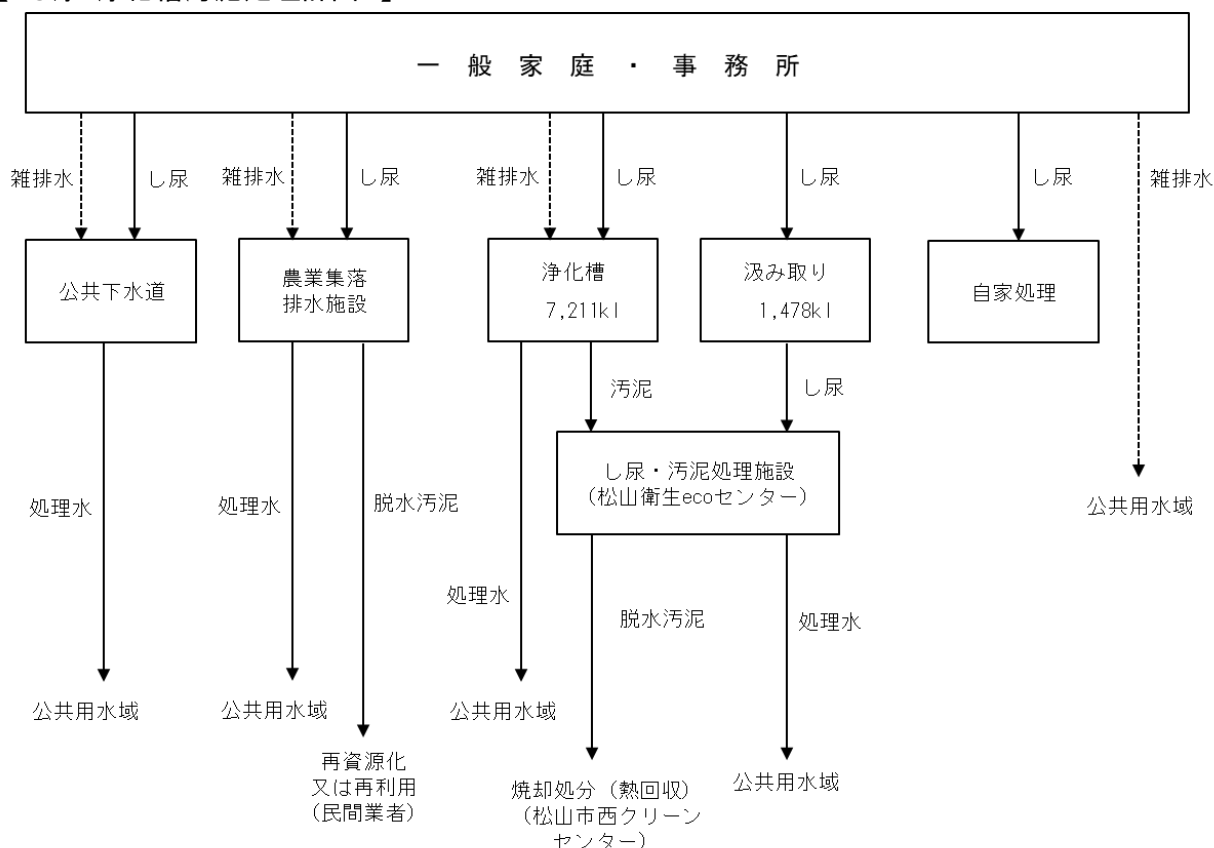 一般家庭・事務所
雑排水
し尿
雑排水
し尿
雑排水
し尿
し尿
し尿
雑排水
公共下水道
農業集落
排水施設
浄化槽
7,211kl
汲み取り
1,478kl
自家処理
汚泥
し尿
し尿・汚泥処理施設
（松山衛生ecoセンター）
処理水
処理水
脱水汚泥
公共用水域
処理水
脱水汚泥
処理水
公共用水域
公共用水域
公共用水域
再資源化
又は再利用
（民間業者）
焼却処分（熱回収）
（松山市西クリーン
センター）
公共用水域